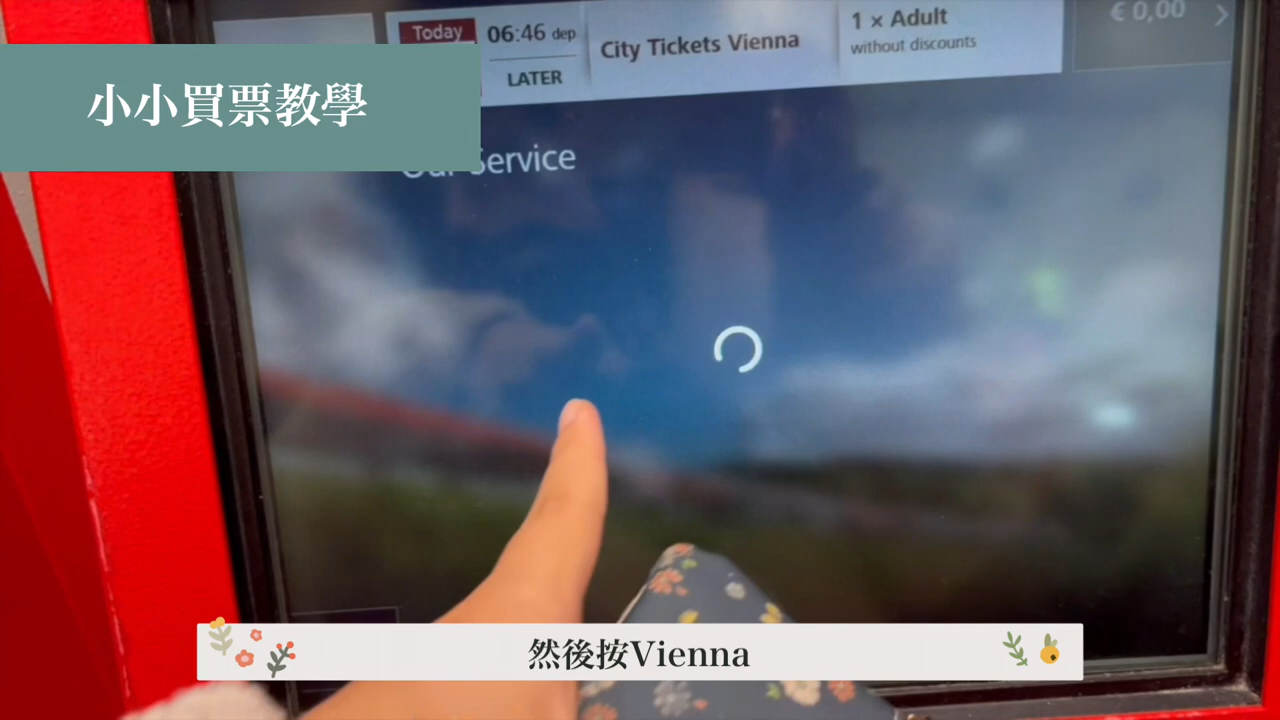 Today
06:46 dep
LATER
City Tickets Vienna
1 × Adult
without discounts
€ 0,00
小小買票教學
Our Service
然後按Vienna